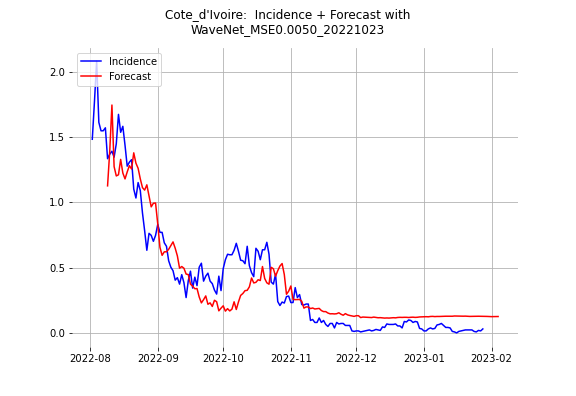 Cote_d'Ivoire:  Incidence + Forecast with
WaveNet_MSE0.0050_20221023
Incidence
Forecast
2.0
1.5
1.0
0.5
0.0
2022-08 2022-09 2022-10 2022-11 2022-12 2023-01 2023-02